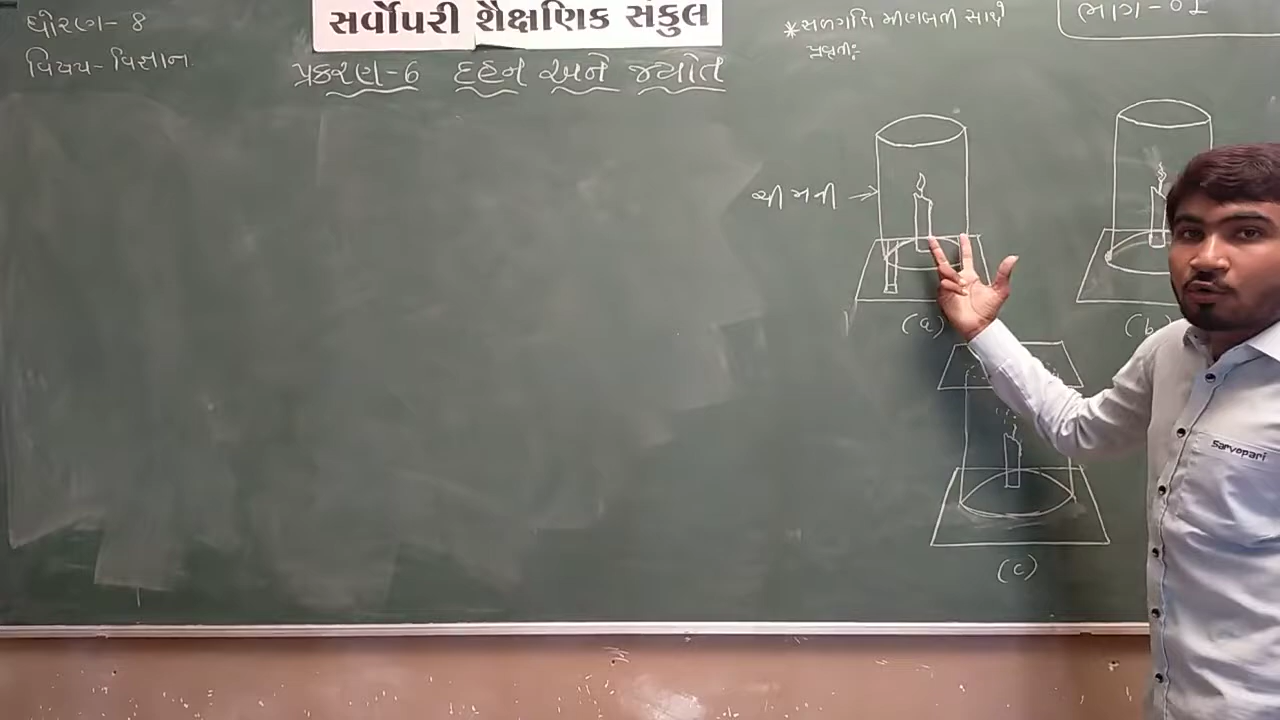 ધોરણ- 8
વિષય- વિજ્ઞાન
સર્વોપરી શૈક્ષણિક સંકુલ
પ્રકરણ-6 દહન અને જ્યોત
*સળગતિ મીણબતી સાથે
પ્રવૃતી:
ભાગ-01
ચીમની
(a)
(b)
(c)
Sarvopari